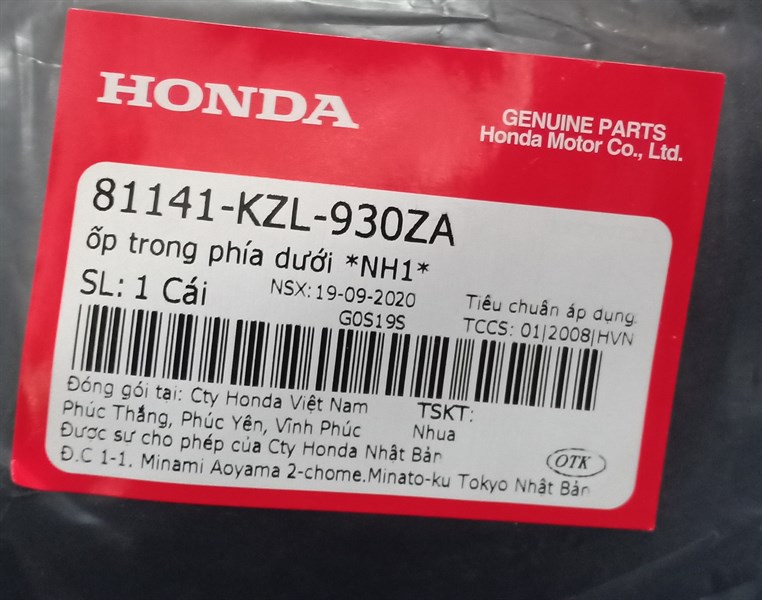 HONDA
GENUINE PARTS
Honda Motor Co., Ltd.
81141-KZL-930ZA
ốp trong phía dưới *NH1*
SL: 1 Cái
NSX: 19-09-2020
G0S19S
Tiêu chuẩn áp dụng:
TCCS: 01|2008|HVN
Đóng gói tại: Cty Honda Việt Nam
Phúc Thắng, Phúc Yên, Vĩnh Phúc
TSKT:
Nhua
Được sư cho phép của Cty Honda Nhật Bản
Đ.C 1-1, Minami Aoyama 2-chome.Minato-ku Tokyo Nhật Bản
OTK